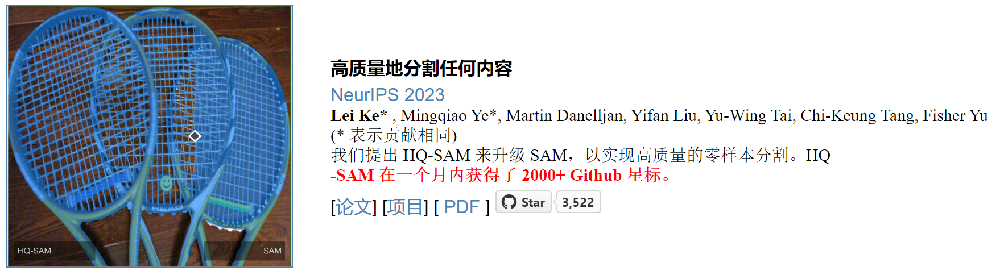 高质量地分割任何内容
NeurIPS 2023
Lei Ke* , Mingqiao Ye*, Martin Danelljan, Yifan Liu, Yu-Wing Tai, Chi-Keung Tang, Fisher Yu
(* 表示贡献相同)
我们提出 HQ-SAM 来升级 SAM，以实现高质量的零样本分割。HQ
-SAM 在一个月内获得了 2000+ Github 星标。
[论文] [项目] [ PDF ] Star 3,522
HQ-SAM
SAM